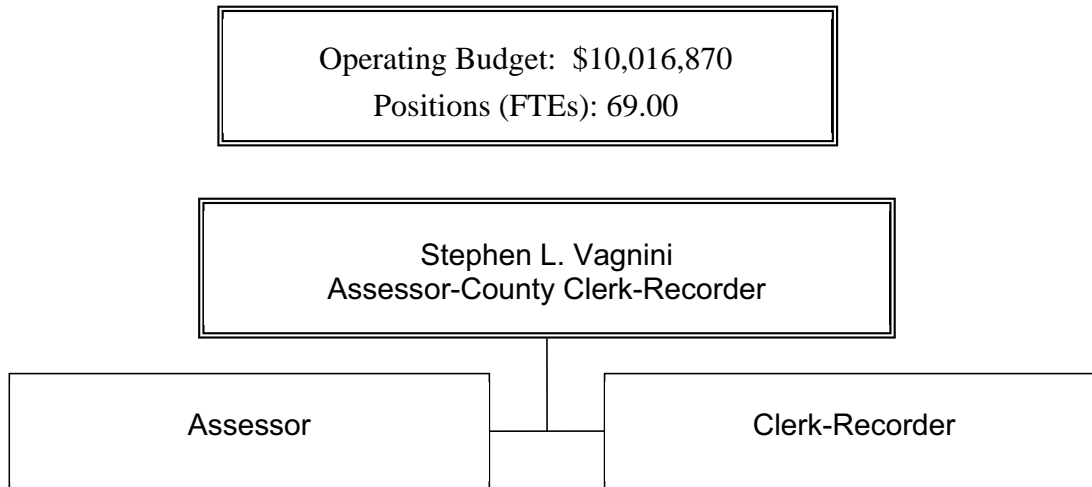 Operating Budget:  $10,016,870
Positions (FTEs): 69.00
Stephen L. Vagnini
Assessor-County Clerk-Recorder
Assessor
Clerk-Recorder